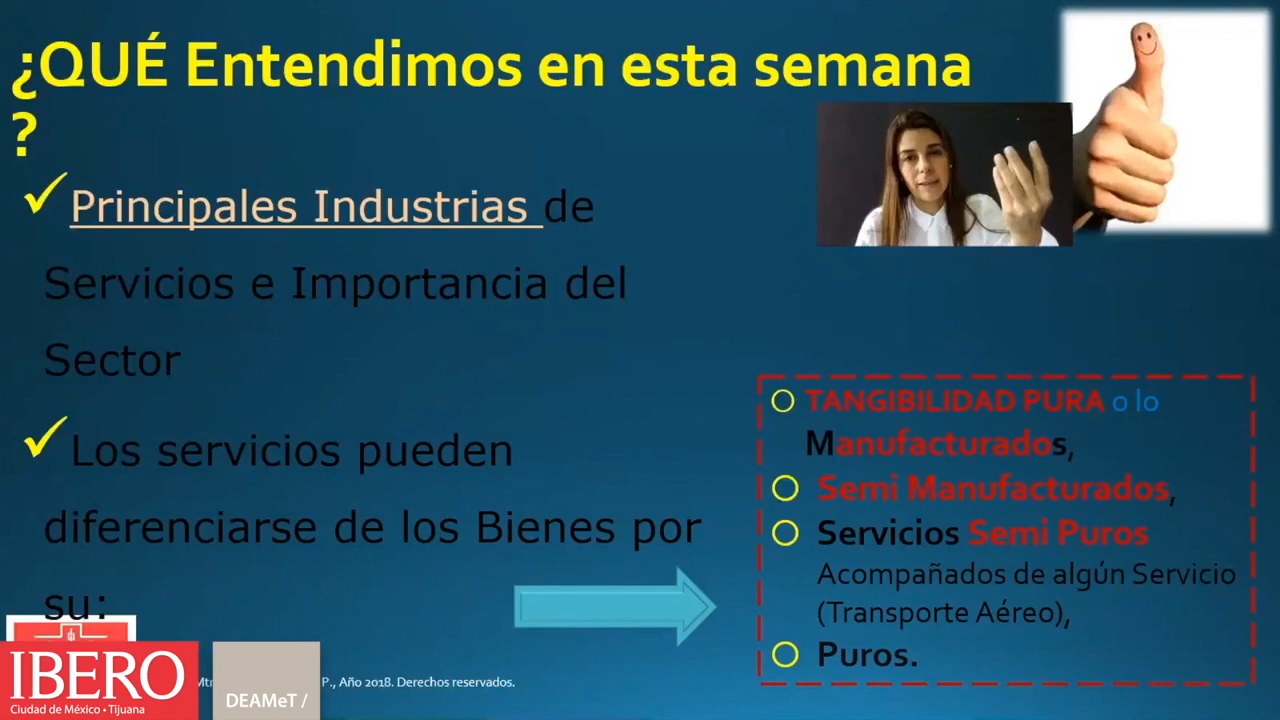 ¿QUÉ Entendimos en esta semana
?
Principales Industrias de
Servicios e Importancia del
Sector
Los servicios pueden
diferenciarse de los Bienes por
su:
TANGIBILIDAD PURA o lo
Manufacturados,
Semi Manufacturados,
Servicios Semi Puros
Acompañados de algún Servicio
(Transporte Aéreo),
Puros.
P., Año 2018. Derechos reservados.
IBERO
Ciudad de México • Tijuana
DEAMeT /